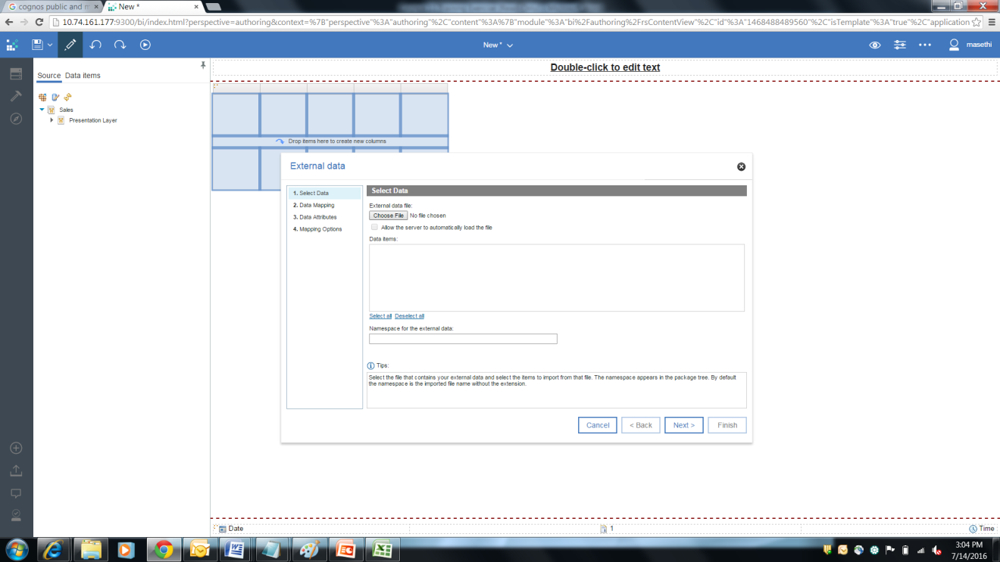 cognos public and m
New *
10.74.161.177:9300/bi/index.html?perspective=authoring&context=%7B"perspective"%3A"authoring"%2C"content"%3A%7B"module"%3A"bi%2Fauthoring%2FrsContentView"%2C"id"%3A"1468488489560"%2C"isTemplate"%3A"true"%2C"application
New * masethi
Source Data items
Double-click to edit text
Sales
Presentation Layer
Drop items here to create new columns
External data
1. Select Data
2. Data Mapping
3. Data Attributes
4. Mapping Options
Select Data
External data file:
Choose File No file chosen
Allow the server to automatically load the file
Data items:
Select all Deselect all
Namespace for the external data:
Tips:
Select the file that contains your external data and select the items to import from that file. The namespace appears in the package tree. By default
the namespace is the imported file name without the extension.
Cancel < Back Next > Finish
Date 1 Time
3:04 PM
7/14/2016